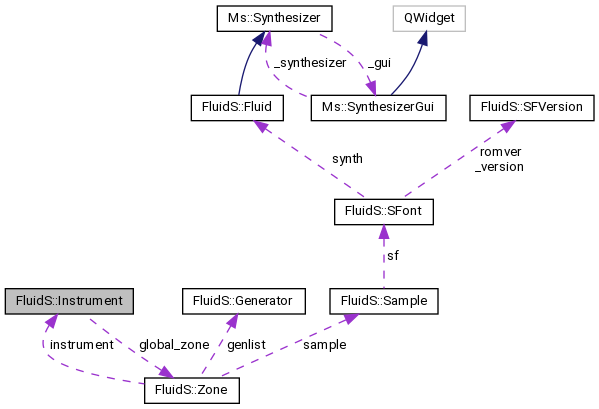 Ms::Synthesizer
QWidget
_synthesizer
_gui
FluidS::Fluid
Ms::SynthesizerGui
FluidS::SFVersion
synth
romver
_version
FluidS::SFont
sf
FluidS::Instrument
FluidS::Generator
FluidS::Sample
instrument
global_zone
genlist
sample
FluidS::Zone